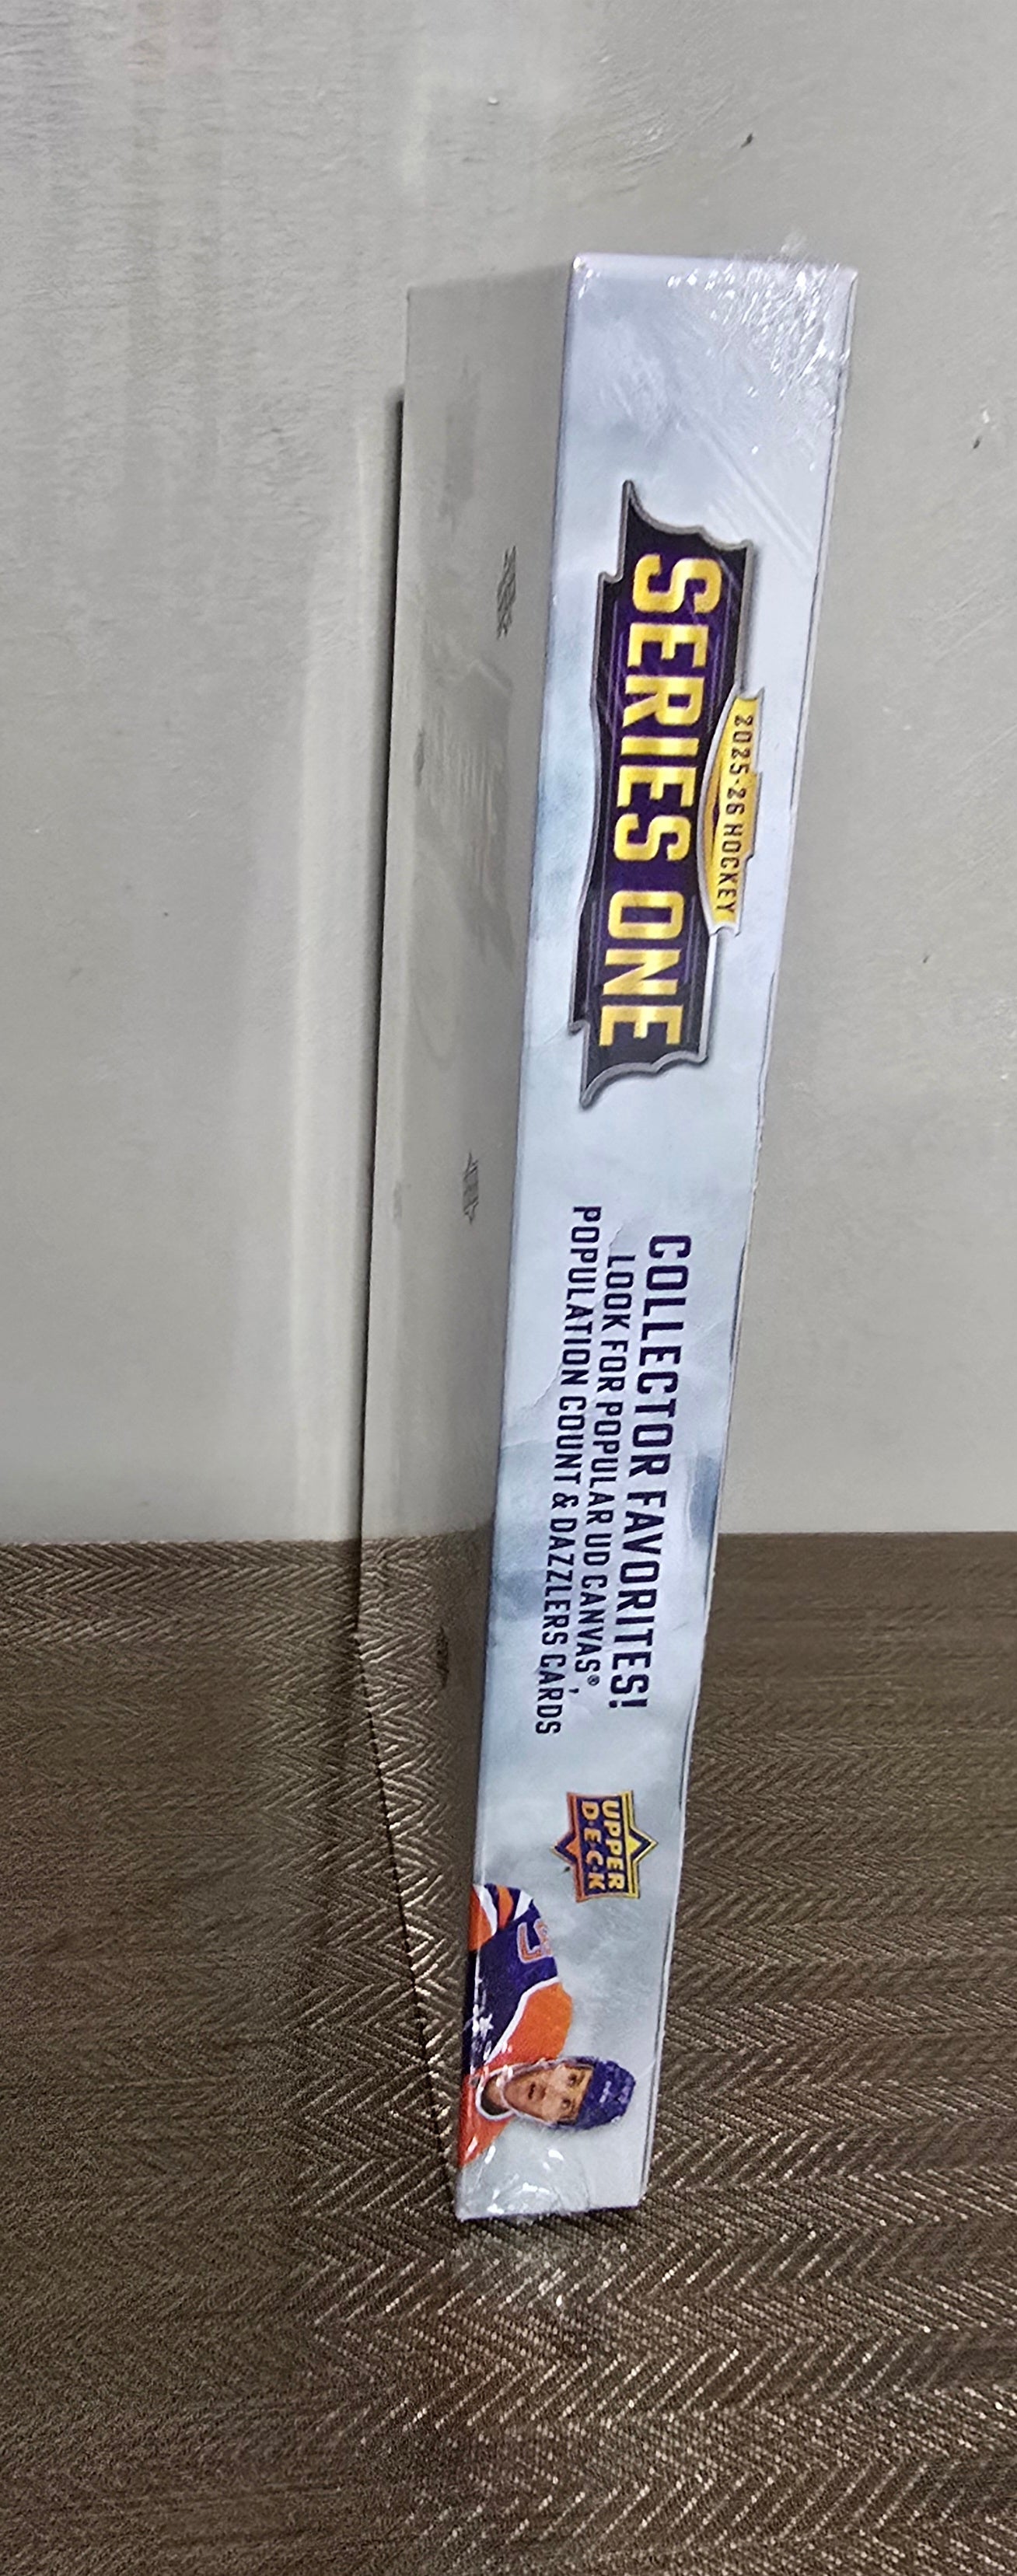 2025-26 HOCKEY
SERIES ONE
COLLECTOR FAVORITES!
LOOK FOR POPULAR UD CANVAS®,
POPULATION COUNT & DAZZLERS CARDS
UPPER
DECK